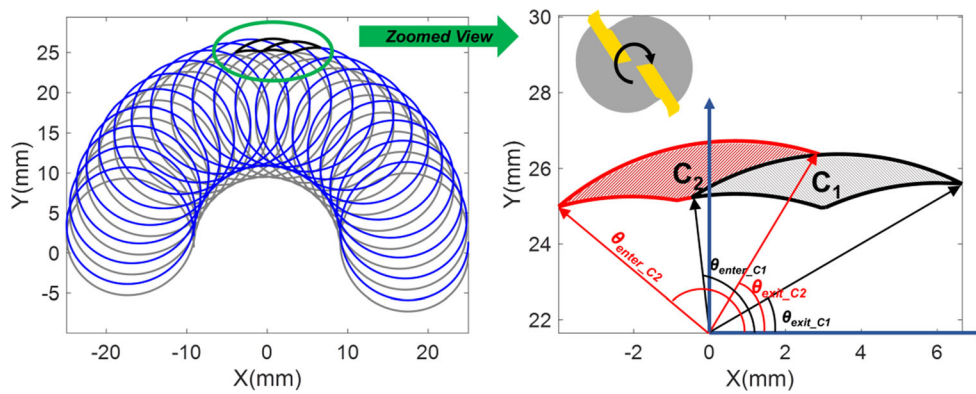 Zoomed View
Y(mm)
25
20
15
10
5
0
-5
-20
-10
0
10
20
X(mm)
Y(mm)
30
28
26
24
22
C2
C1
θenter_C2
θenter_C1
θexit_C2
θexit_C1
-2
0
2
4
6
X(mm)